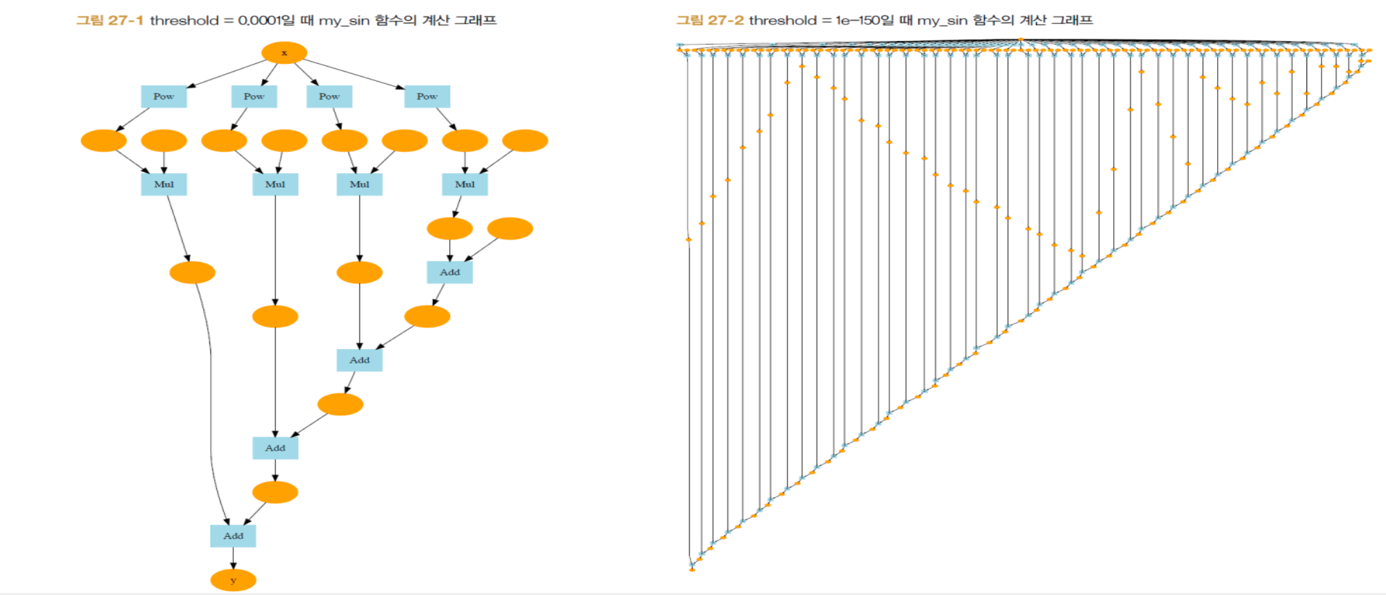 그림 27-1 threshold = 0.0001일 때 my_sin 함수의 계산 그래프
그림 27-2 threshold = 1e-150일 때 my_sin 함수의 계산 그래프
x
Pow Pow Pow Pow
Mul Mul Mul Mul
Add
Add
Add
Add
y